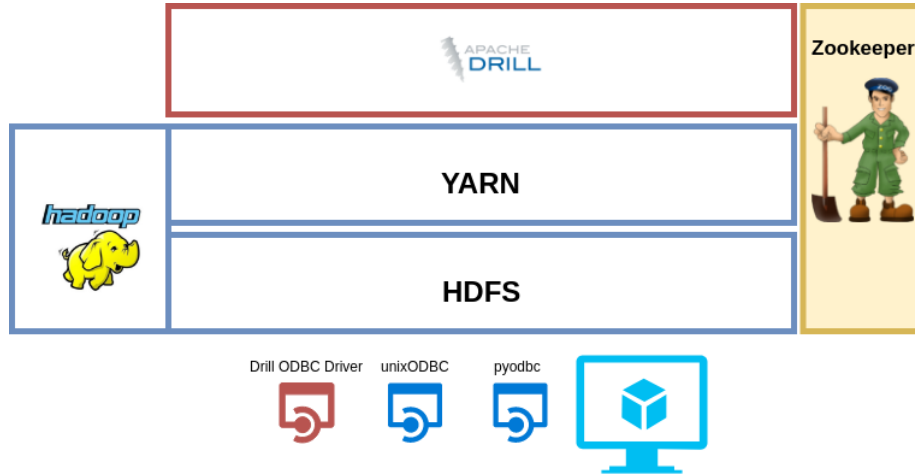 APACHE
DRILL
Zookeeper
YARN
hadoop
HDFS
Drill ODBC Driver
unixODBC
pyodbc